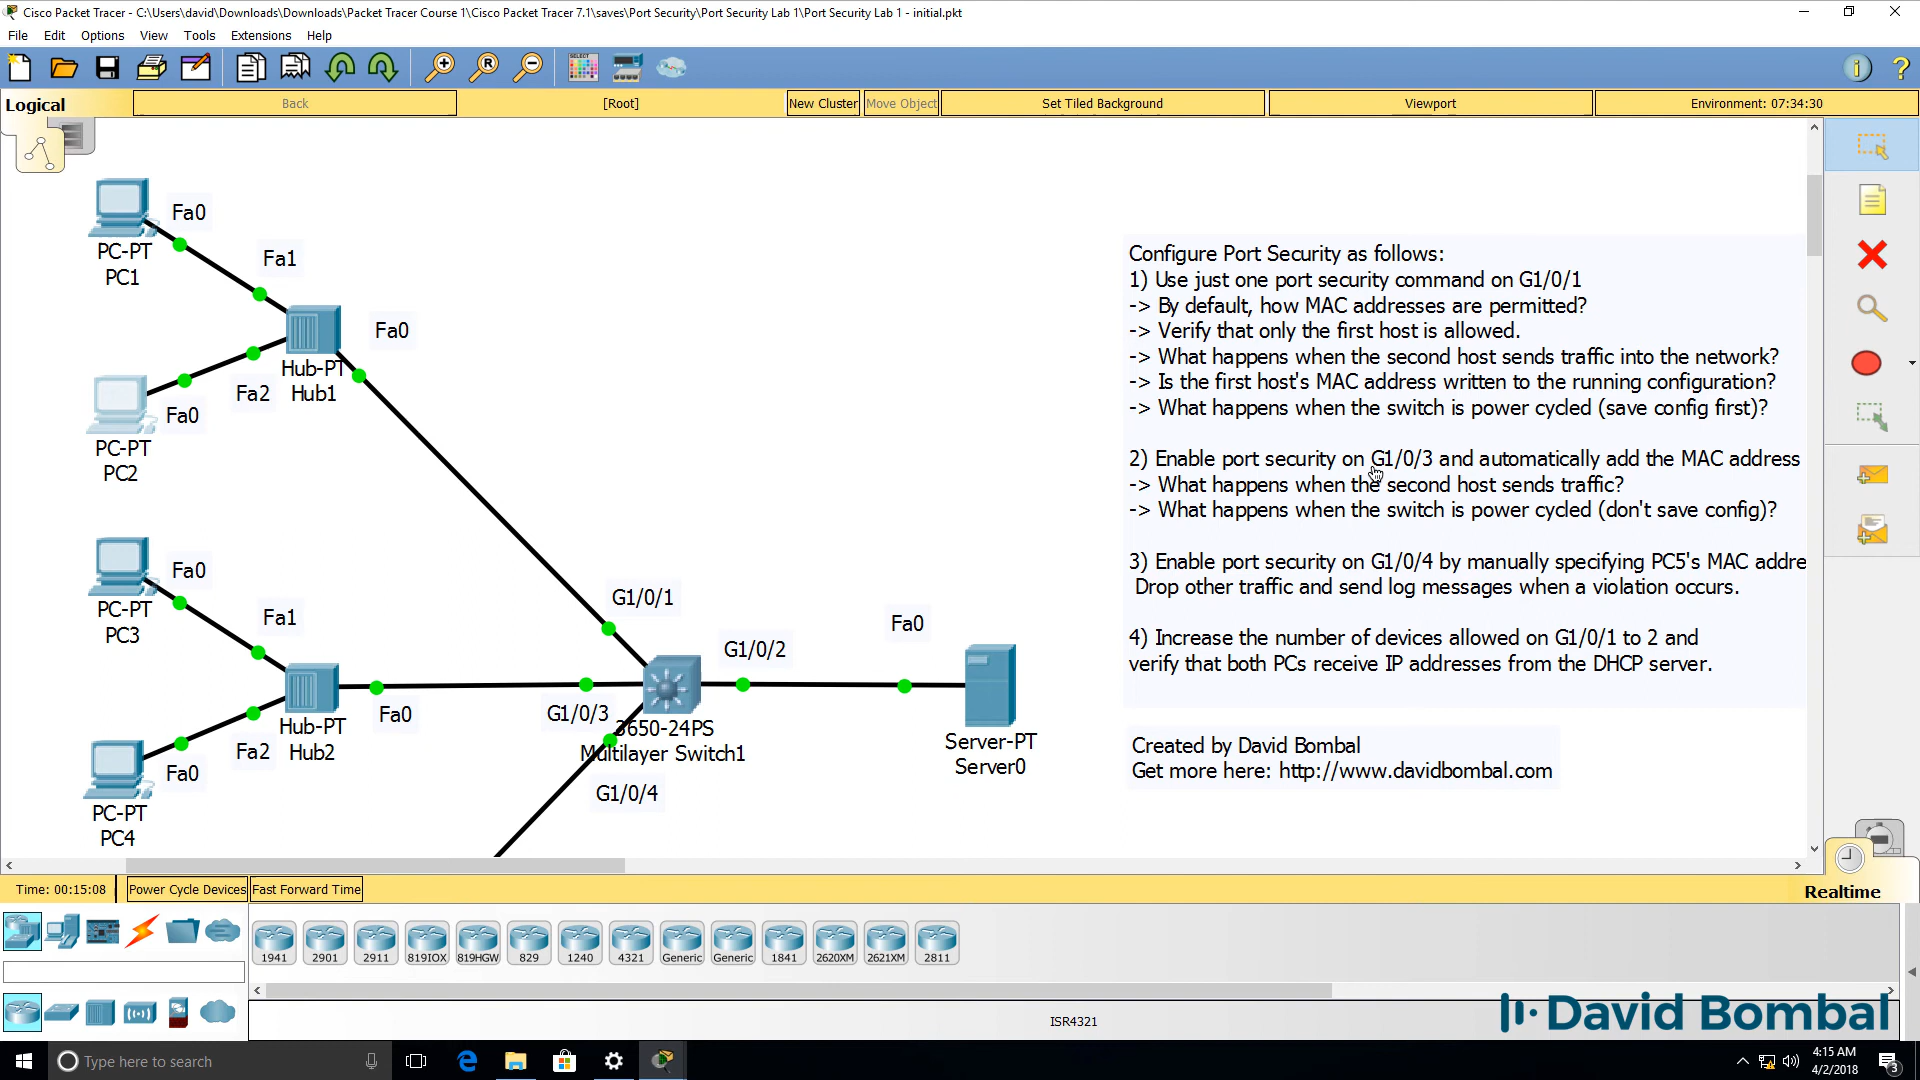 Cisco Packet Tracer - C:\Users\david\Downloads\Downloads\Packet Tracer Course 1\Cisco Packet Tracer 7.1\saves\Port Security\Port Security Lab 1\Port Security Lab 1 - initial.pkt
File Edit Options View Tools Extensions Help
Logical Back [Root] New Cluster Move Object Set Tiled Background Viewport Environment: 07:34:30
Fa0
PC-PT
PC1
Fa1
Fa0
Hub-PT
Hub1
Fa2
Fa0
PC-PT
PC2
Configure Port Security as follows:
1) Use just one port security command on G1/0/1
-> By default, how MAC addresses are permitted?
-> Verify that only the first host is allowed.
-> What happens when the second host sends traffic into the network?
-> Is the first host's MAC address written to the running configuration?
-> What happens when the switch is power cycled (save config first)?
2) Enable port security on G1/0/3 and automatically add the MAC address
-> What happens when the second host sends traffic?
-> What happens when the switch is power cycled (don't save config)?
3) Enable port security on G1/0/4 by manually specifying PC5's MAC addre
Drop other traffic and send log messages when a violation occurs.
4) Increase the number of devices allowed on G1/0/1 to 2 and
verify that both PCs receive IP addresses from the DHCP server.
Fa0
PC-PT
PC3
Fa1
G1/0/1
G1/0/2
Fa0
G1/0/3
Fa0
Hub-PT
Hub2
Fa2
Fa0
PC-PT
PC4
3650-24PS
Multilayer Switch1
G1/0/4
Server-PT
Server0
Created by David Bombal
Get more here: http://www.davidbombal.com
Time: 00:15:08 Power Cycle Devices Fast Forward Time Realtime
1941 2901 2911 819IOX 819HGW 829 1240 4321 Generic Generic 1841 2620XM 2621XM 2811
ISR4321
David Bombal
Type here to search
4:15 AM
4/2/2018
3